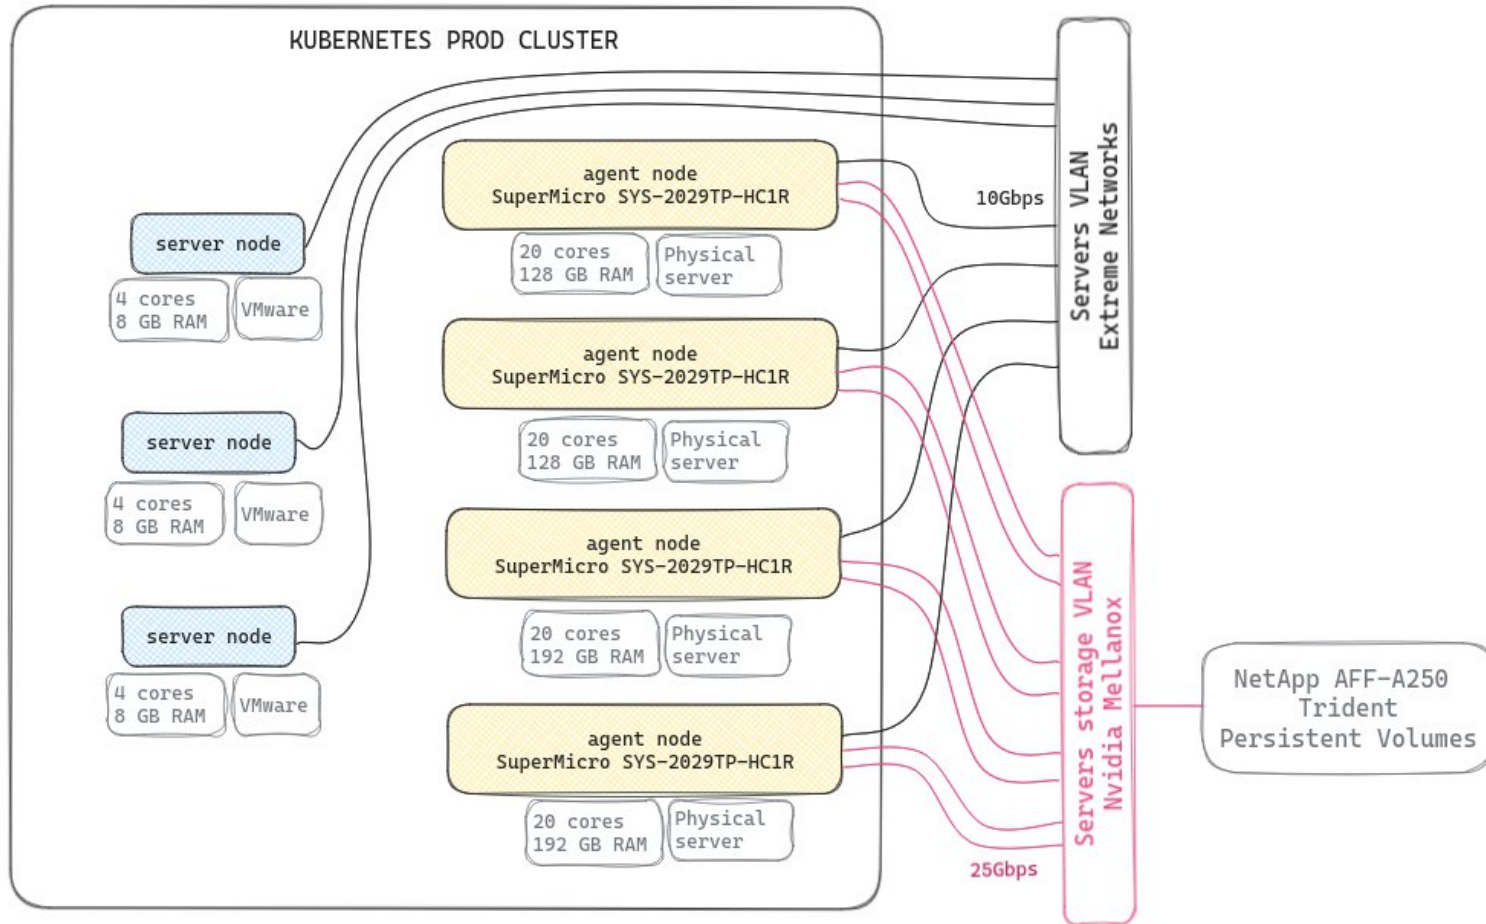 KUBERNETES PROD CLUSTER
server node
4 cores
8 GB RAM
VMware
server node
4 cores
8 GB RAM
VMware
server node
4 cores
8 GB RAM
VMware
agent node
SuperMicro SYS-2029TP-HC1R
20 cores
128 GB RAM
Physical
server
agent node
SuperMicro SYS-2029TP-HC1R
20 cores
128 GB RAM
Physical
server
agent node
SuperMicro SYS-2029TP-HC1R
20 cores
192 GB RAM
Physical
server
agent node
SuperMicro SYS-2029TP-HC1R
20 cores
192 GB RAM
Physical
server
10Gbps
Servers VLAN
Extreme Networks
25Gbps
Servers storage VLAN
Nvidia Mellanox
NetApp AFF-A250
Trident
Persistent Volumes